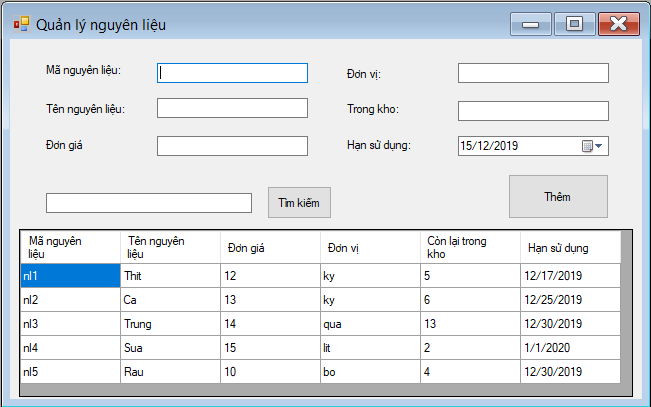 Quản lý nguyên liệu
Mã nguyên liệu: Đơn vị:
Tên nguyên liệu: Trong kho:
Đơn giá Hạn sử dụng: 15/12/2019
Tìm kiếm Thêm
Mã nguyên liệu Tên nguyên liệu Đơn giá Đơn vị Còn lại trong kho Hạn sử dụng
nl1 Thit 12 ky 5 12/17/2019
nl2 Ca 13 ky 6 12/25/2019
nl3 Trung 14 qua 13 12/30/2019
nl4 Sua 15 lit 2 1/1/2020
nl5 Rau 10 bo 4 12/30/2019